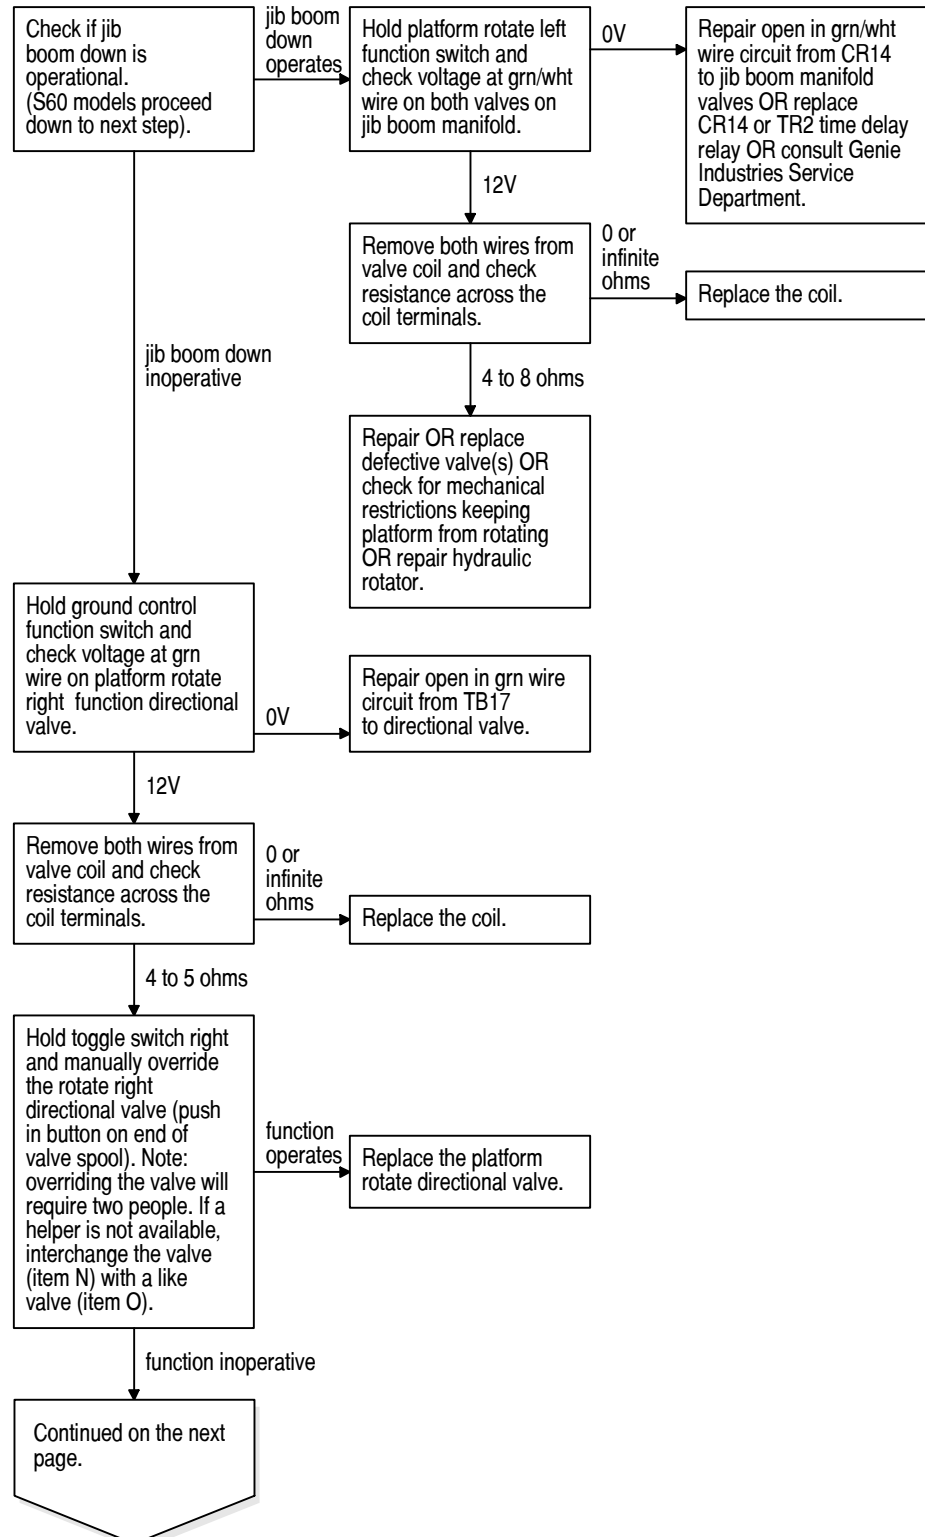 Check if jib
boom down is
operational.
(S60 models proceed
down to next step).
jib boom
down
operates
Hold platform rotate left
function switch and
check voltage at grn/wht
wire on both valves on
jib boom manifold.
0V
Repair open in grn/wht
wire circuit from CR14
to jib boom manifold
valves OR replace
CR14 or TR2 time delay
relay OR consult Genie
Industries Service
Department.
12V
Remove both wires from
valve coil and check
resistance across the
coil terminals.
0 or
infinite
ohms
Replace the coil.
4 to 8 ohms
Repair OR replace
defective valve(s) OR
check for mechanical
restrictions keeping
platform from rotating
OR repair hydraulic
rotator.
jib boom down
inoperative
Hold ground control
function switch and
check voltage at grn
wire on platform rotate
right function directional
valve.
0V
Repair open in grn wire
circuit from TB17
to directional valve.
12V
Remove both wires from
valve coil and check
resistance across the
coil terminals.
0 or
infinite
ohms
Replace the coil.
4 to 5 ohms
Hold toggle switch right
and manually override
the rotate right
directional valve (push
in button on end of
valve spool). Note:
overriding the valve will
require two people. If a
helper is not available,
interchange the valve
(item N) with a like
valve (item O).
function
operates
Replace the platform
rotate directional valve.
function inoperative
Continued on the next
page.